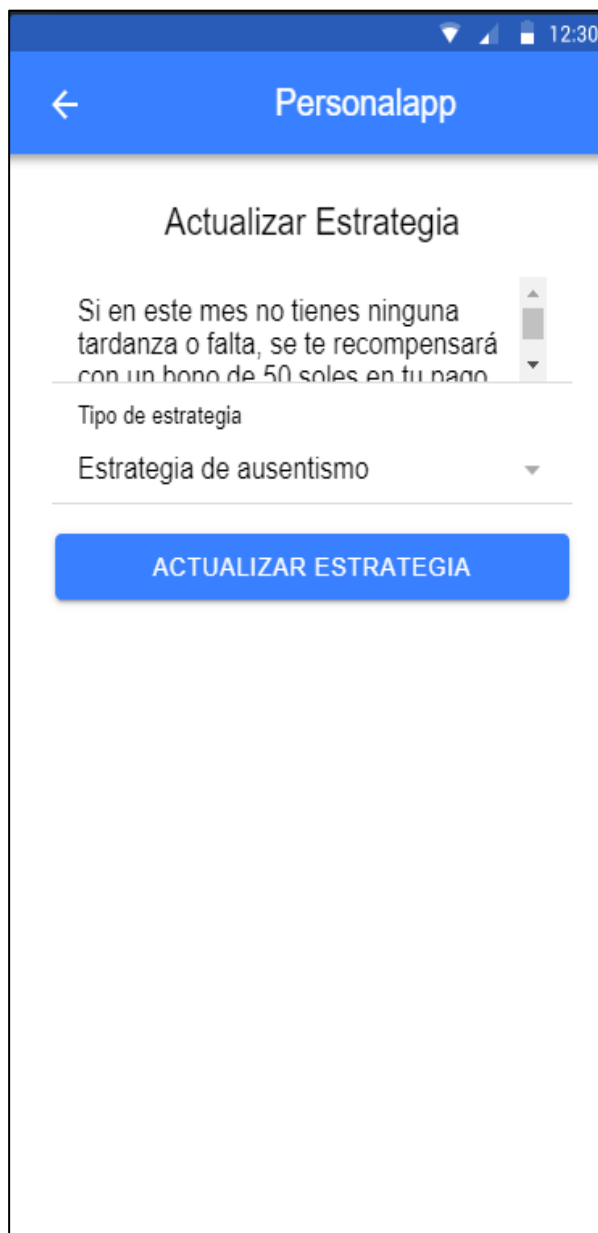 12:30
Personalapp
Actualizar Estrategia
Si en este mes no tienes ninguna
tardanza o falta, se te recompensará
con un bono de 50 soles en tu pago
Tipo de estrategia
Estrategia de ausentismo
ACTUALIZAR ESTRATEGIA